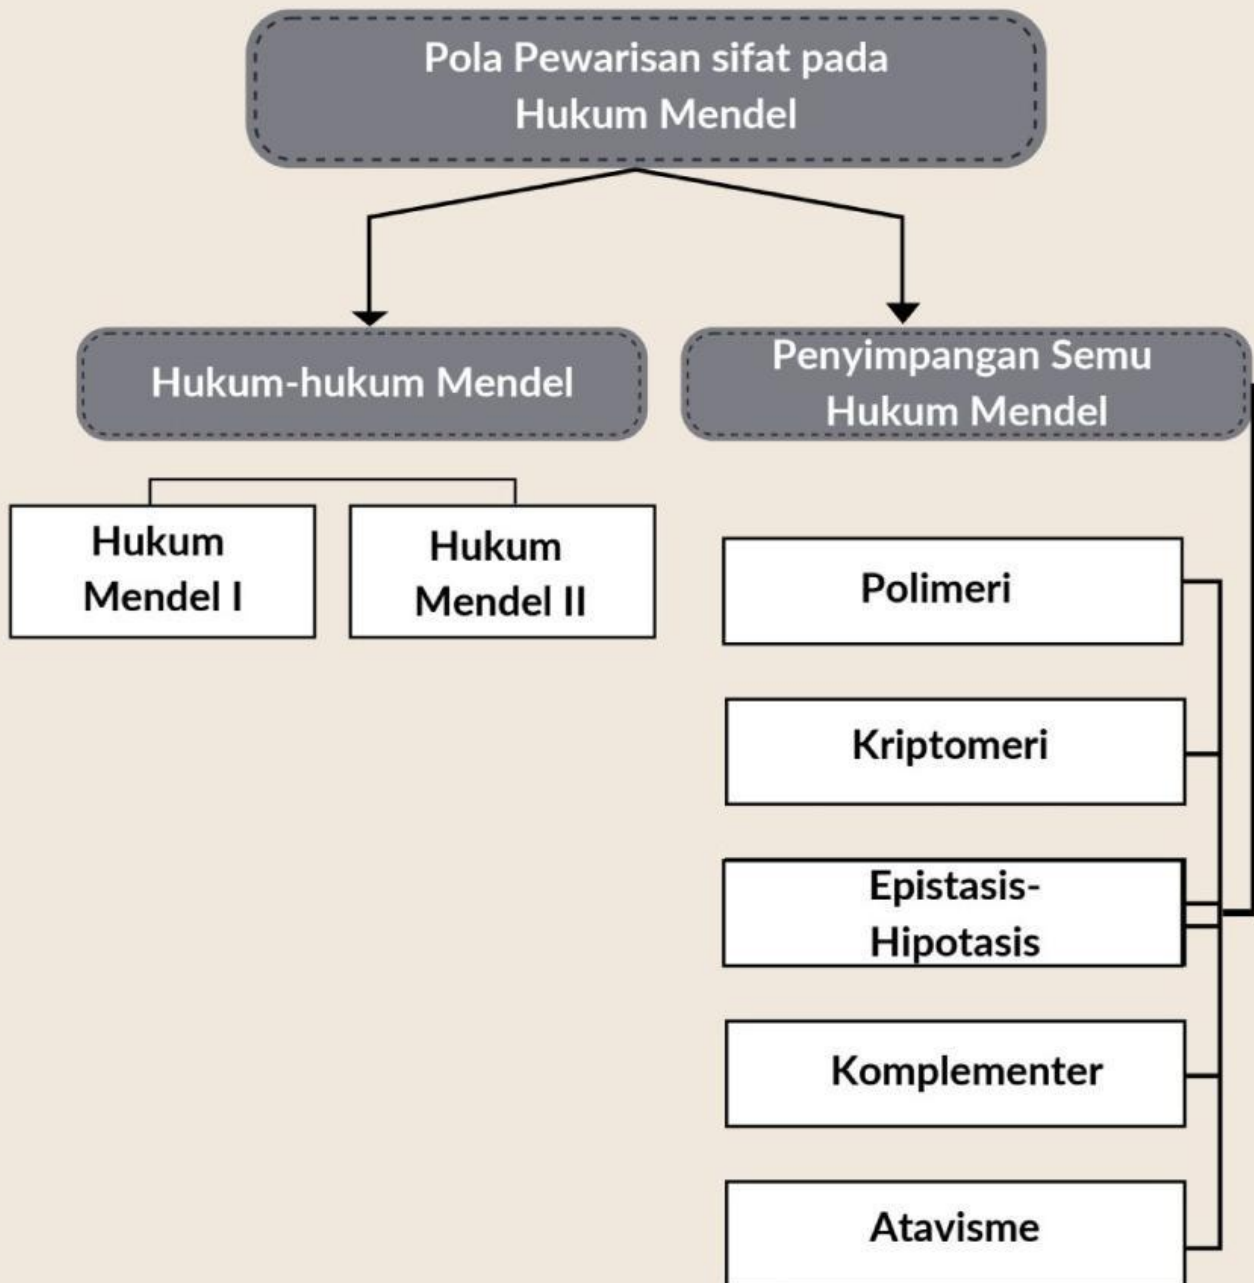 Pola Pewarisan sifat pada
Hukum Mendel
Hukum-hukum Mendel
Penyimpangan Semu
Hukum Mendel
Hukum
Mendel I
Hukum
Mendel II
Polimeri
Kriptomeri
Epistasis-
Hipotasis
Komplementer
Atavisme